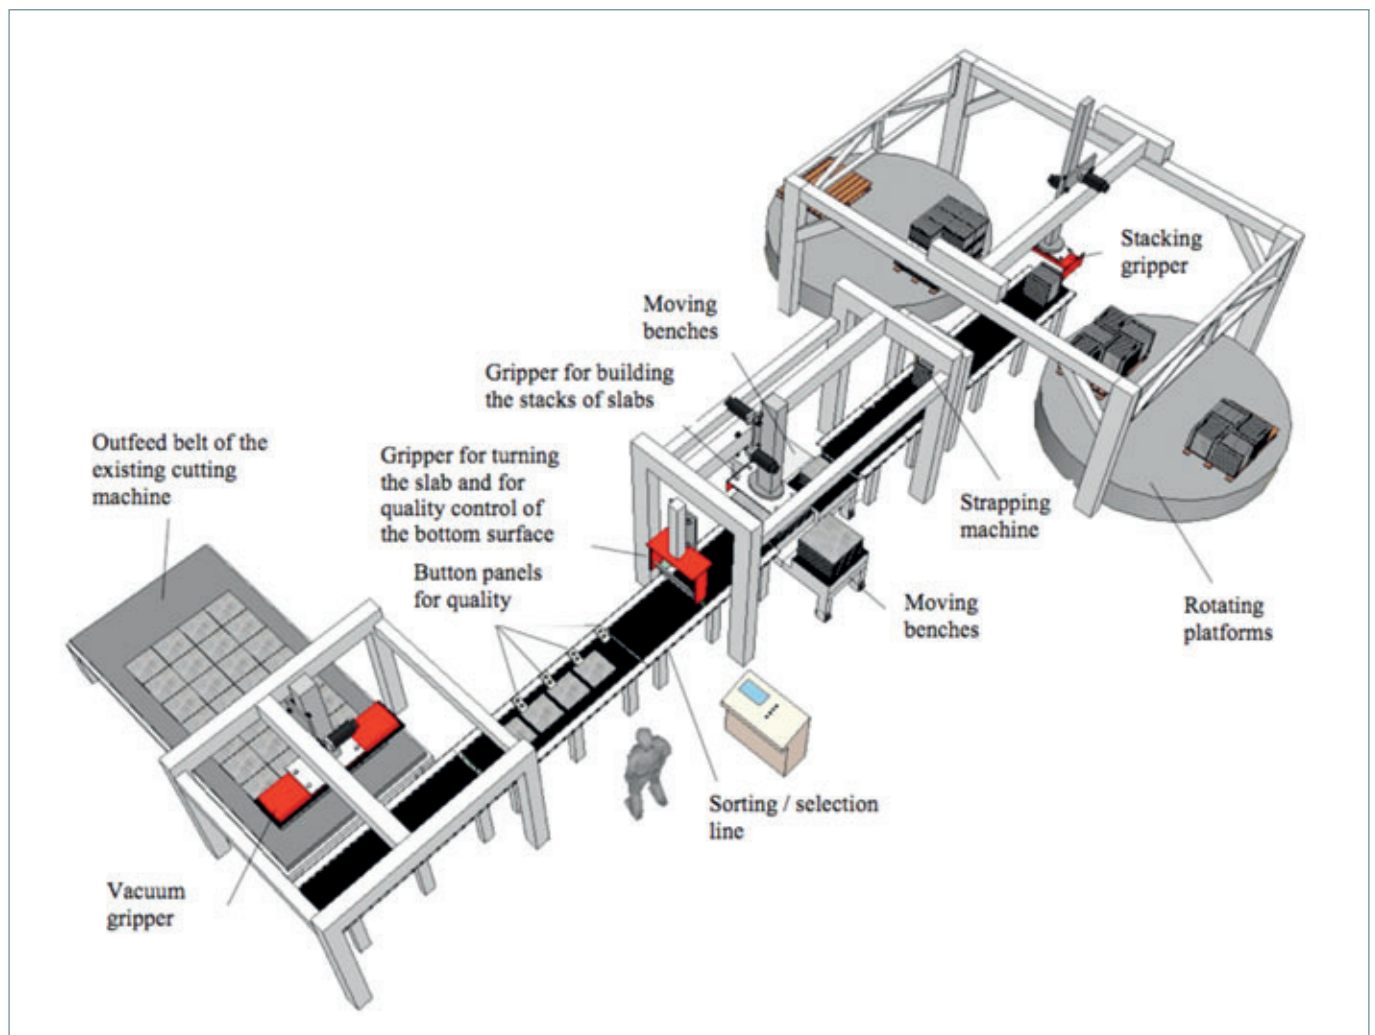 Stacking
gripper
Moving
benches
Gripper for building
the stacks of slabs
Outfeed belt of the
existing cutting
machine
Gripper for turning
the slab and for
quality control of
the bottom surface
Button panels
for quality
Strapping
machine
Moving
benches
Rotating
platforms
Sorting / selection
line
Vacuum
gripper